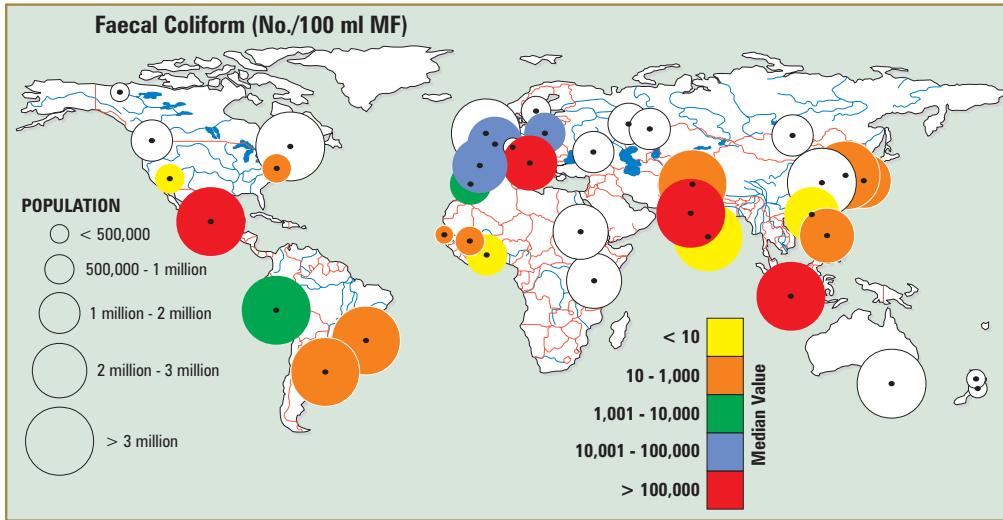 Faecal Coliform (No./100 ml MF)
POPULATION
< 500,000
500,000 - 1 million
1 million - 2 million
2 million - 3 million
> 3 million
< 10
10 - 1,000
1,001 - 10,000
10,001 - 100,000
> 100,000
Median Value